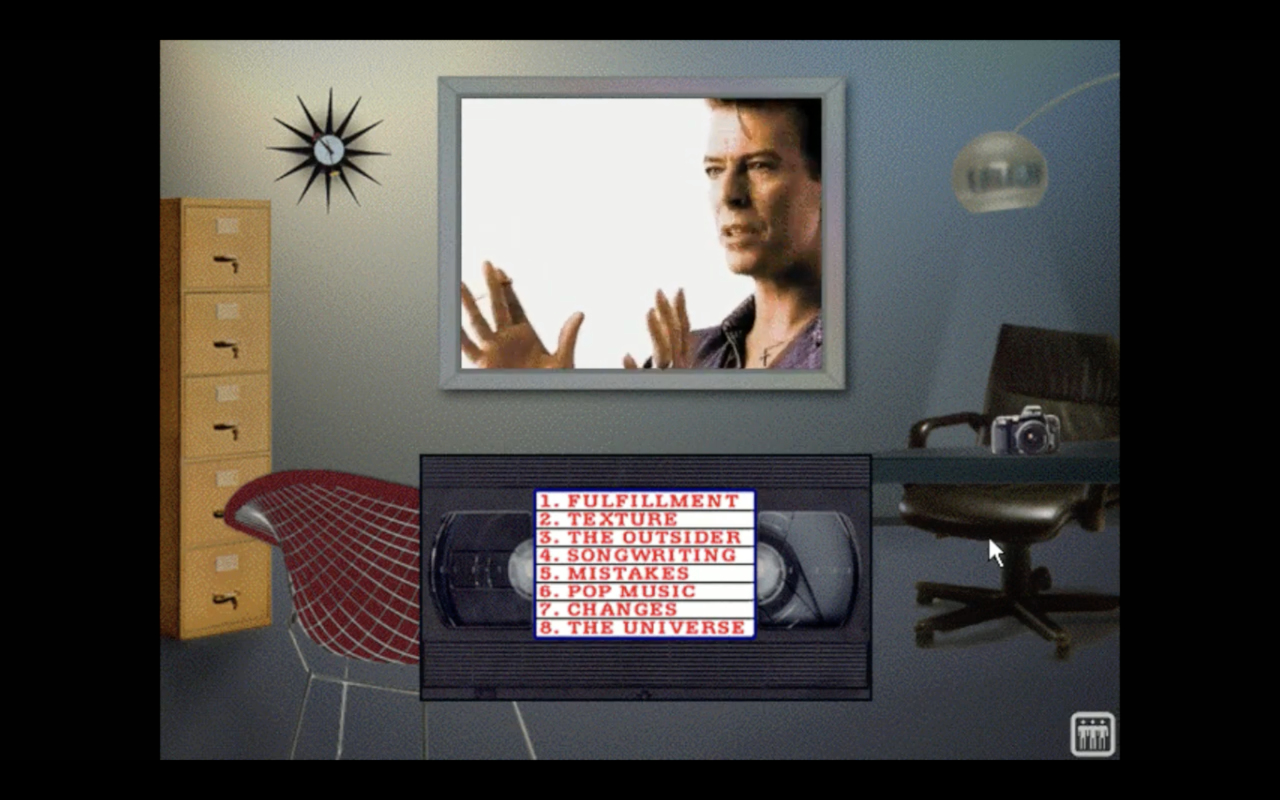 1. FULFILLMENT
2. TEXTURE
3. THE OUTSIDER
4. SONGWRITING
5. MISTAKES
6. POP MUSIC
7. CHANGES
8. THE UNIVERSE